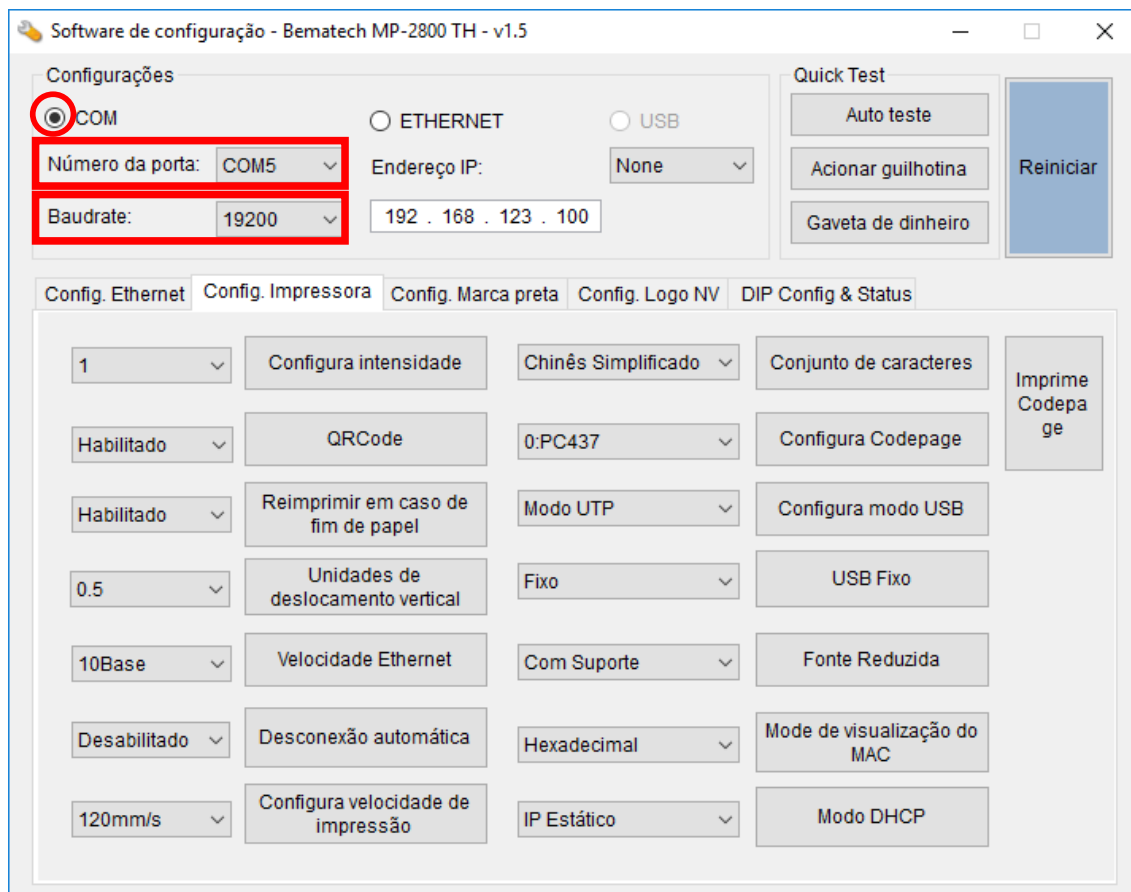 Software de configuração - Bematech MP-2800 TH - v1.5
Configurações
COM
ETHERNET
USB
Número da porta: COM5
Endereço IP:
None
Baudrate: 19200
192 . 168 . 123 . 100
Quick Test
Auto teste
Acionar guilhotina
Gaveta de dinheiro
Reiniciar
Config. Ethernet Config. Impressora Config. Marca preta Config. Logo NV DIP Config & Status
1
Configura intensidade
Chinês Simplificado
Conjunto de caracteres
Imprime
Codepa
ge
Habilitado
QRCode
0:PC437
Configura Codepage
Habilitado
Reimprimir em caso de
fim de papel
Modo UTP
Configura modo USB
0.5
Unidades de
deslocamento vertical
Fixo
USB Fixo
10Base
Velocidade Ethernet
Com Suporte
Fonte Reduzida
Desabilitado
Desconexão automática
Hexadecimal
Mode de visualização do
MAC
120mm/s
Configura velocidade de
impressão
IP Estático
Modo DHCP